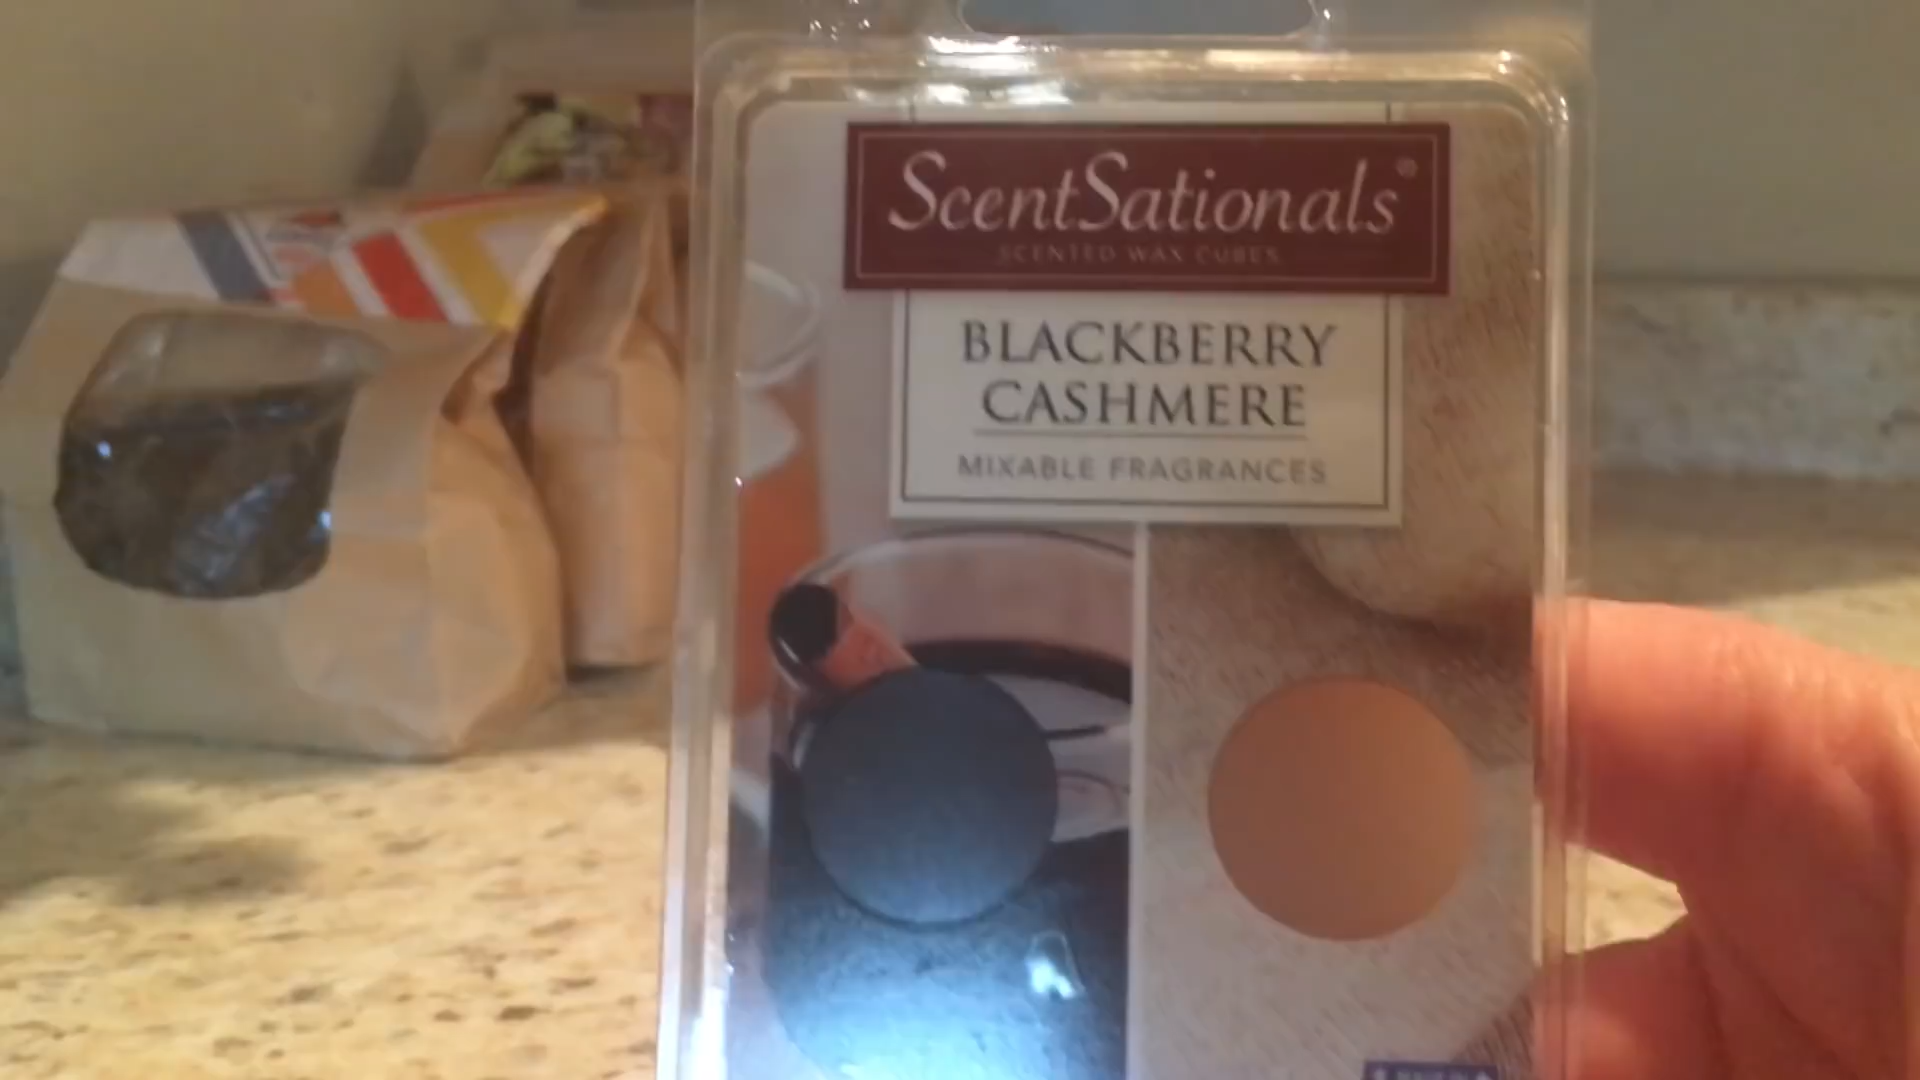 ScentSationals®
SCENTED WAX CUBES
BLACKBERRY
CASHMERE
MIXABLE FRAGRANCES